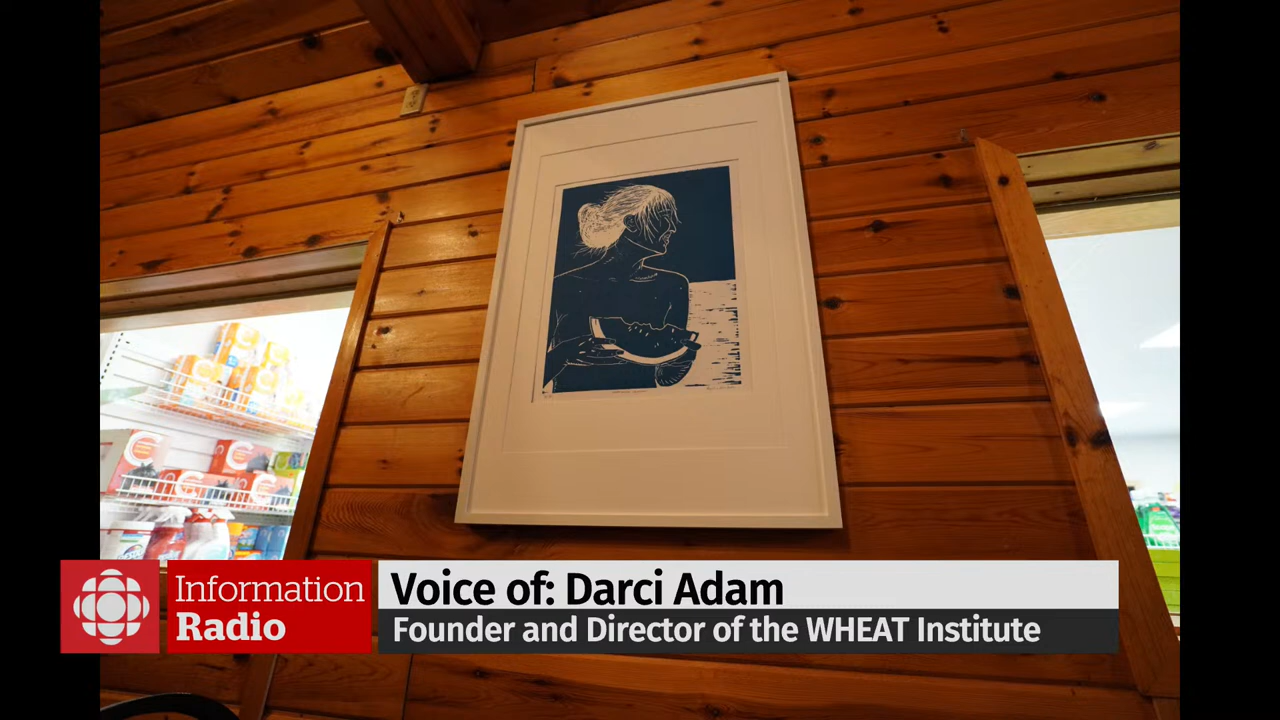 Information
Radio
Voice of: Darci Adam
Founder and Director of the WHEAT Institute